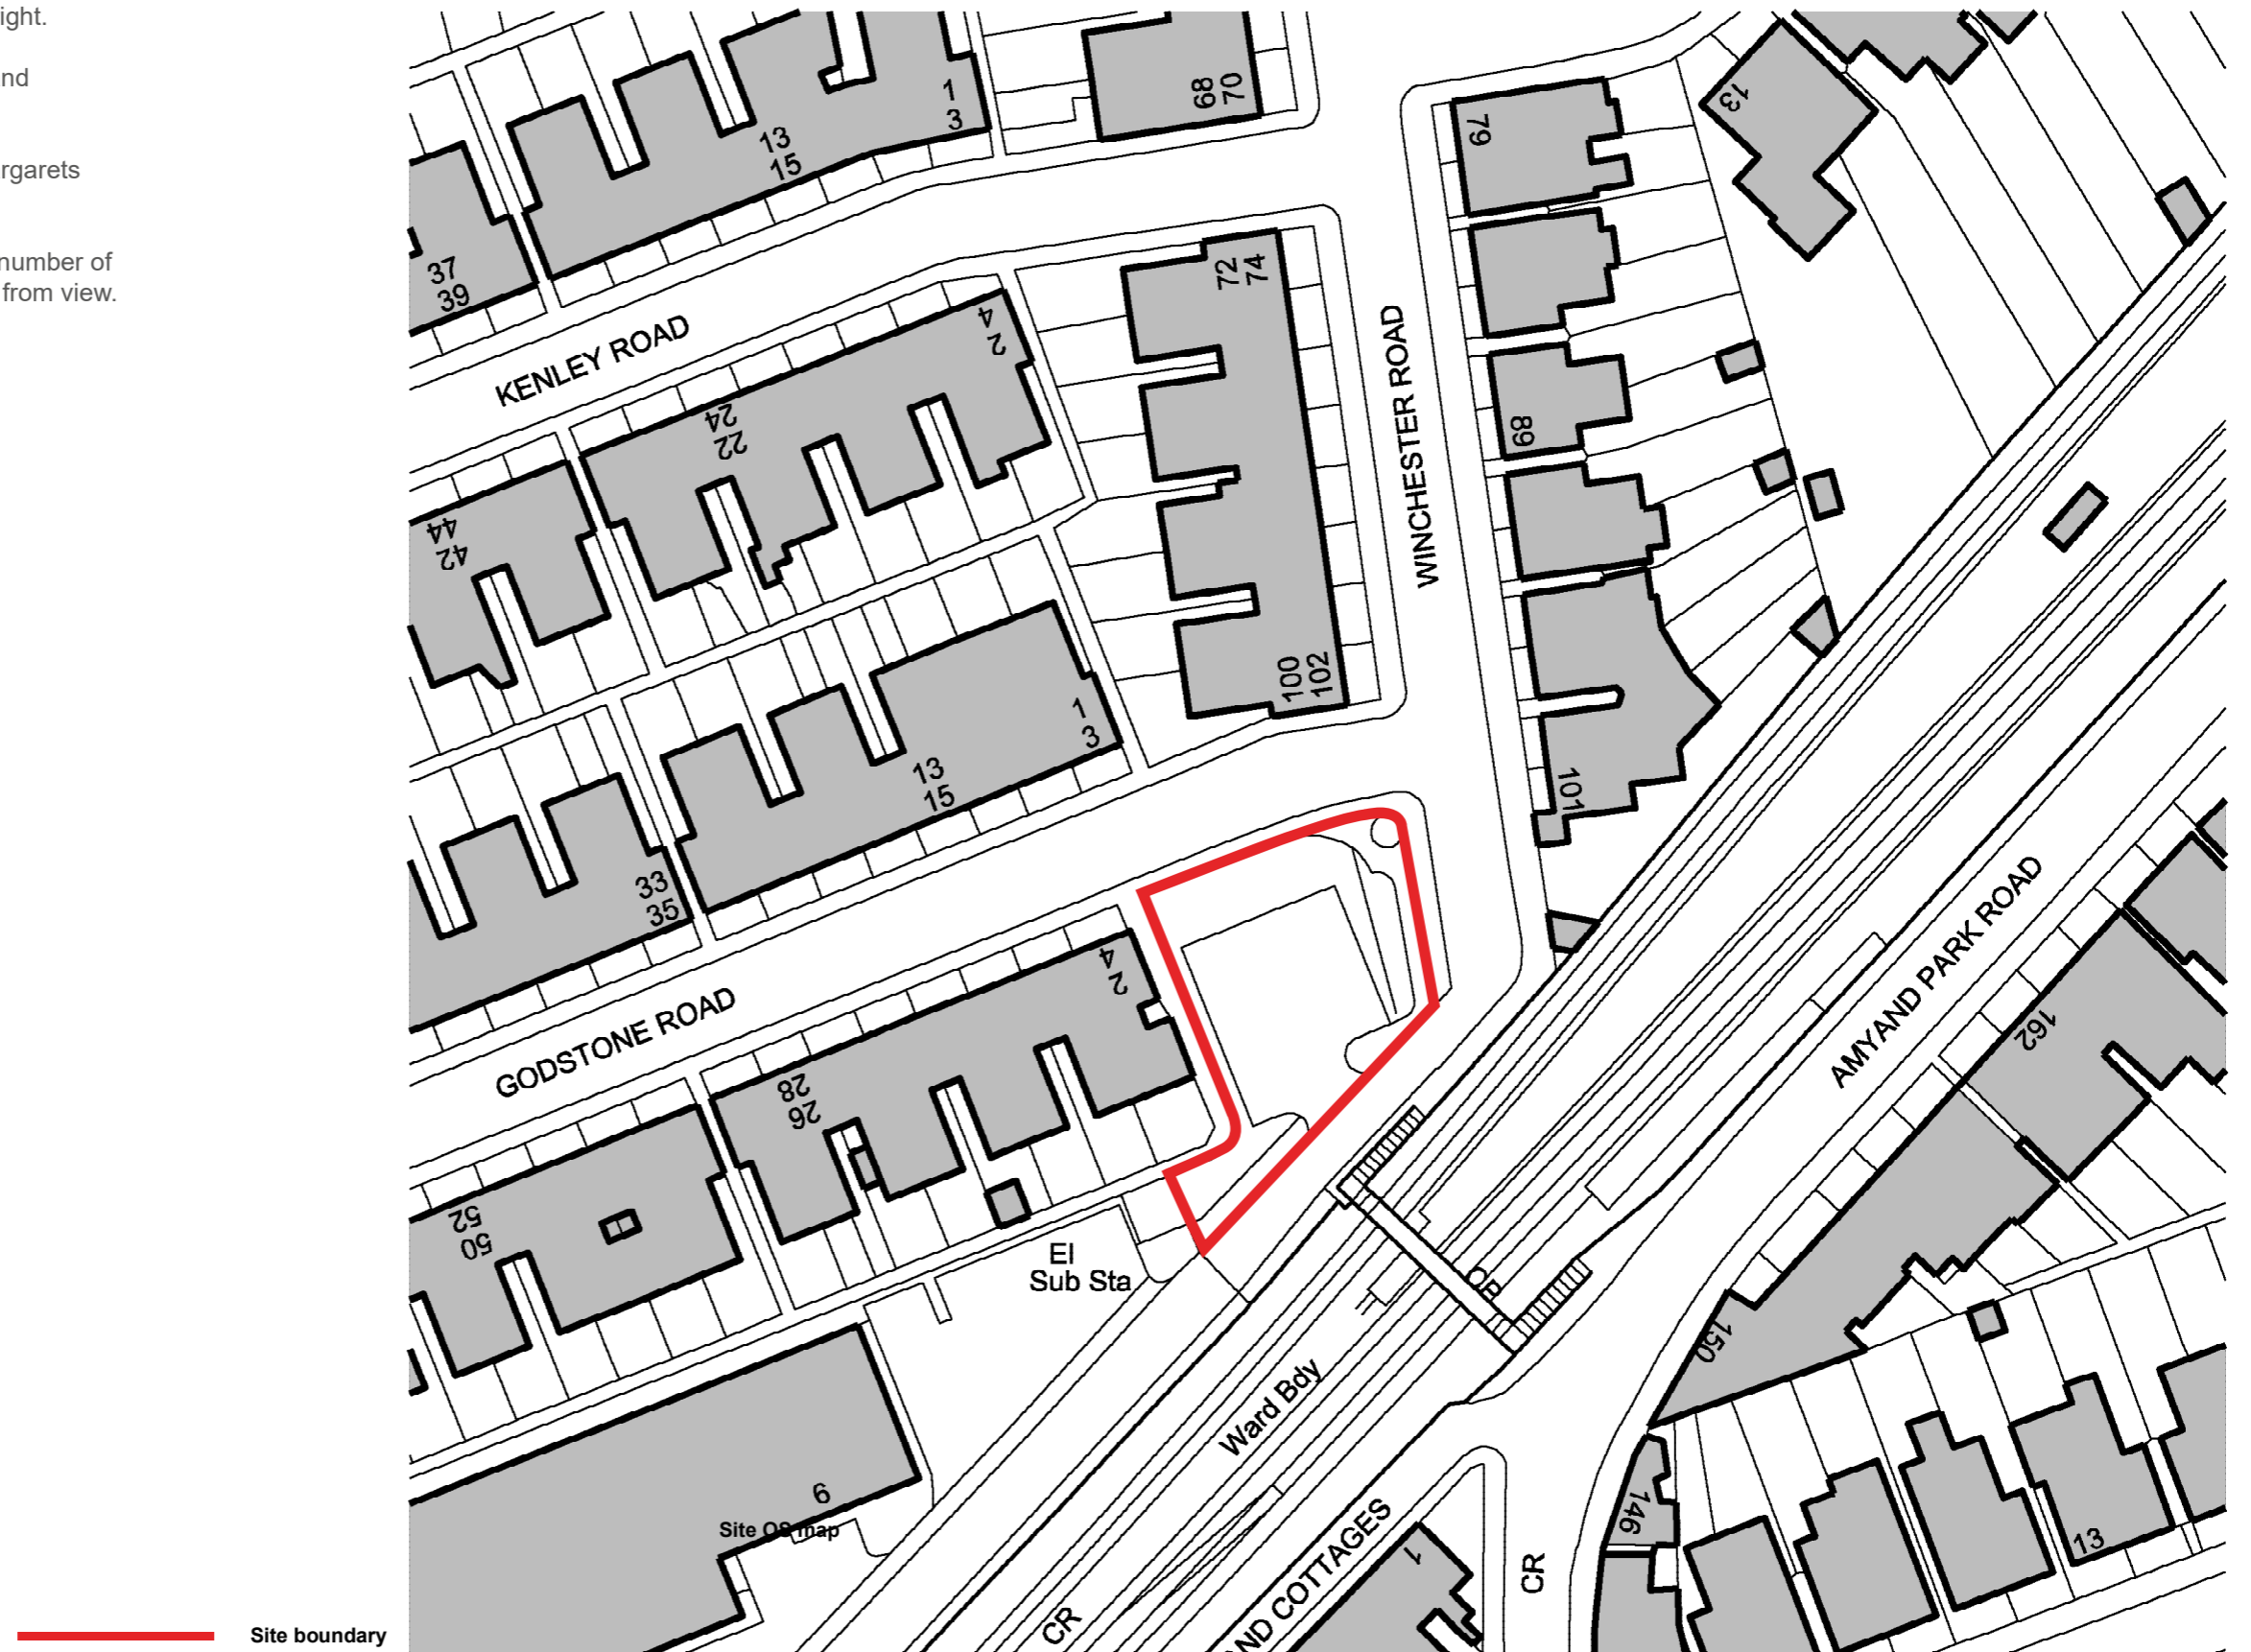 ight.
nd
rgarets
number of
from view.
1
3
68
70
13
15
79
13
37
39
72
74
KENLEY ROAD
4
2
WINCHESTER ROAD
24
22
89
44
42
100
102
1
3
13
15
101
33
35
AMYAND PARK ROAD
4
2
GODSTONE ROAD
28
26
162
52
50
El
Sub Sta
CR
150
Ward Bdy
6
Site OS map
146
1
13
CR
CR
ND COTTAGES
Site boundary